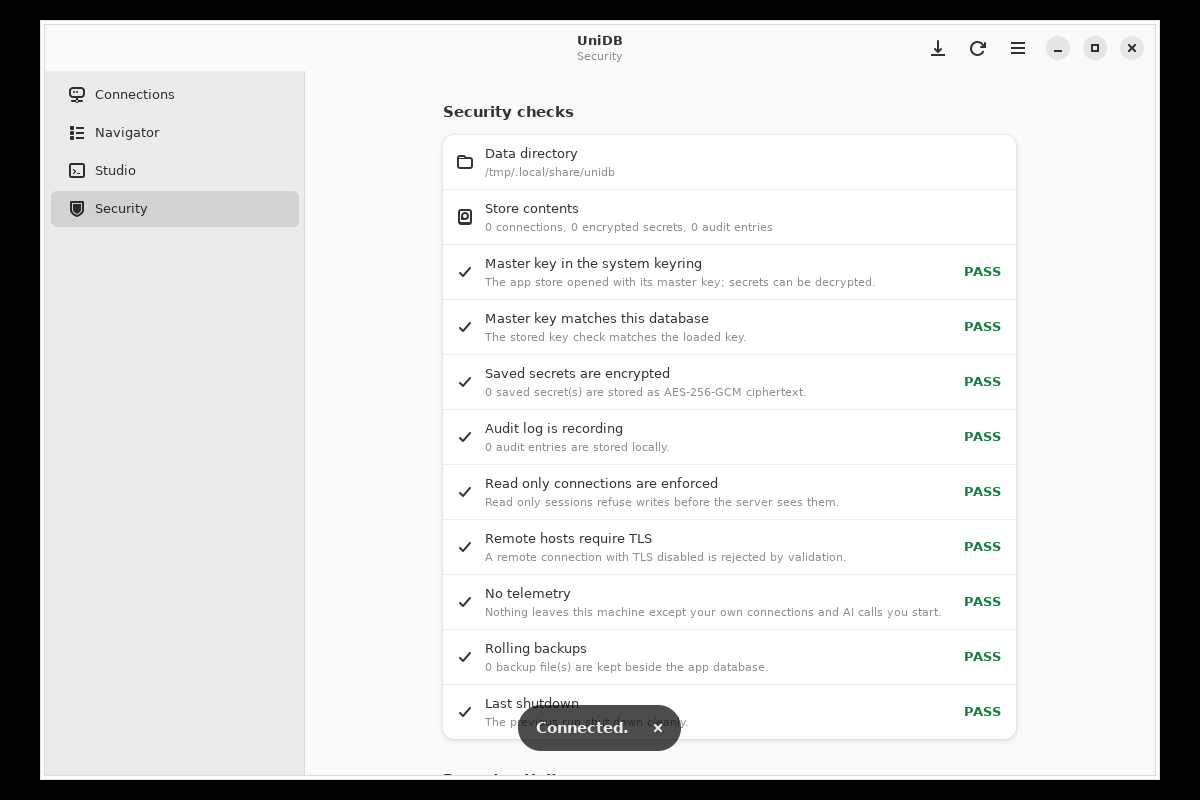 UniDB
Security
Connections
Navigator
Studio
Security
Security checks
Data directory
/tmp/.local/share/unidb
Store contents
0 connections, 0 encrypted secrets, 0 audit entries
Master key in the system keyring
The app store opened with its master key; secrets can be decrypted.
PASS
Master key matches this database
The stored key check matches the loaded key.
PASS
Saved secrets are encrypted
0 saved secret(s) are stored as AES-256-GCM ciphertext.
PASS
Audit log is recording
0 audit entries are stored locally.
PASS
Read only connections are enforced
Read only sessions refuse writes before the server sees them.
PASS
Remote hosts require TLS
A remote connection with TLS disabled is rejected by validation.
PASS
No telemetry
Nothing leaves this machine except your own connections and AI calls you start.
PASS
Rolling backups
0 backup file(s) are kept beside the app database.
PASS
Last shutdown
The previous run shut down cleanly.
PASS
Connected.